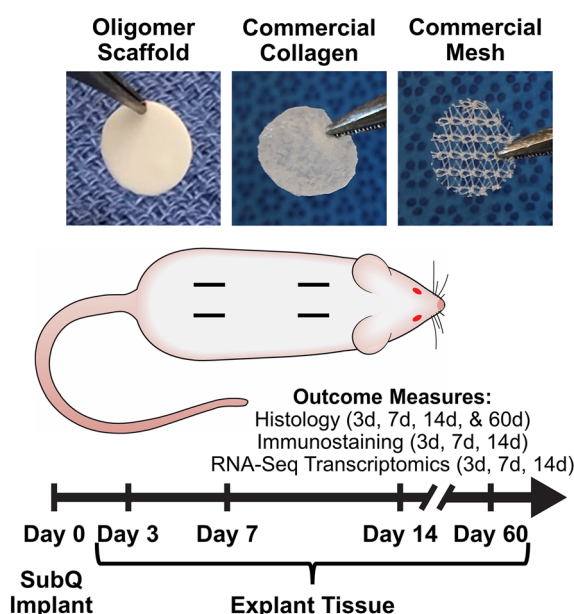 Oligomer
Scaffold
Commercial
Collagen
Commercial
Mesh
Outcome Measures:
Histology (3d, 7d, 14d, & 60d)
Immunostaining (3d, 7d, 14d)
RNA-Seq Transcriptomics (3d, 7d, 14d)
Day 0 Day 3 Day 7 Day 14 Day 60
SubQ
Implant
Explant Tissue